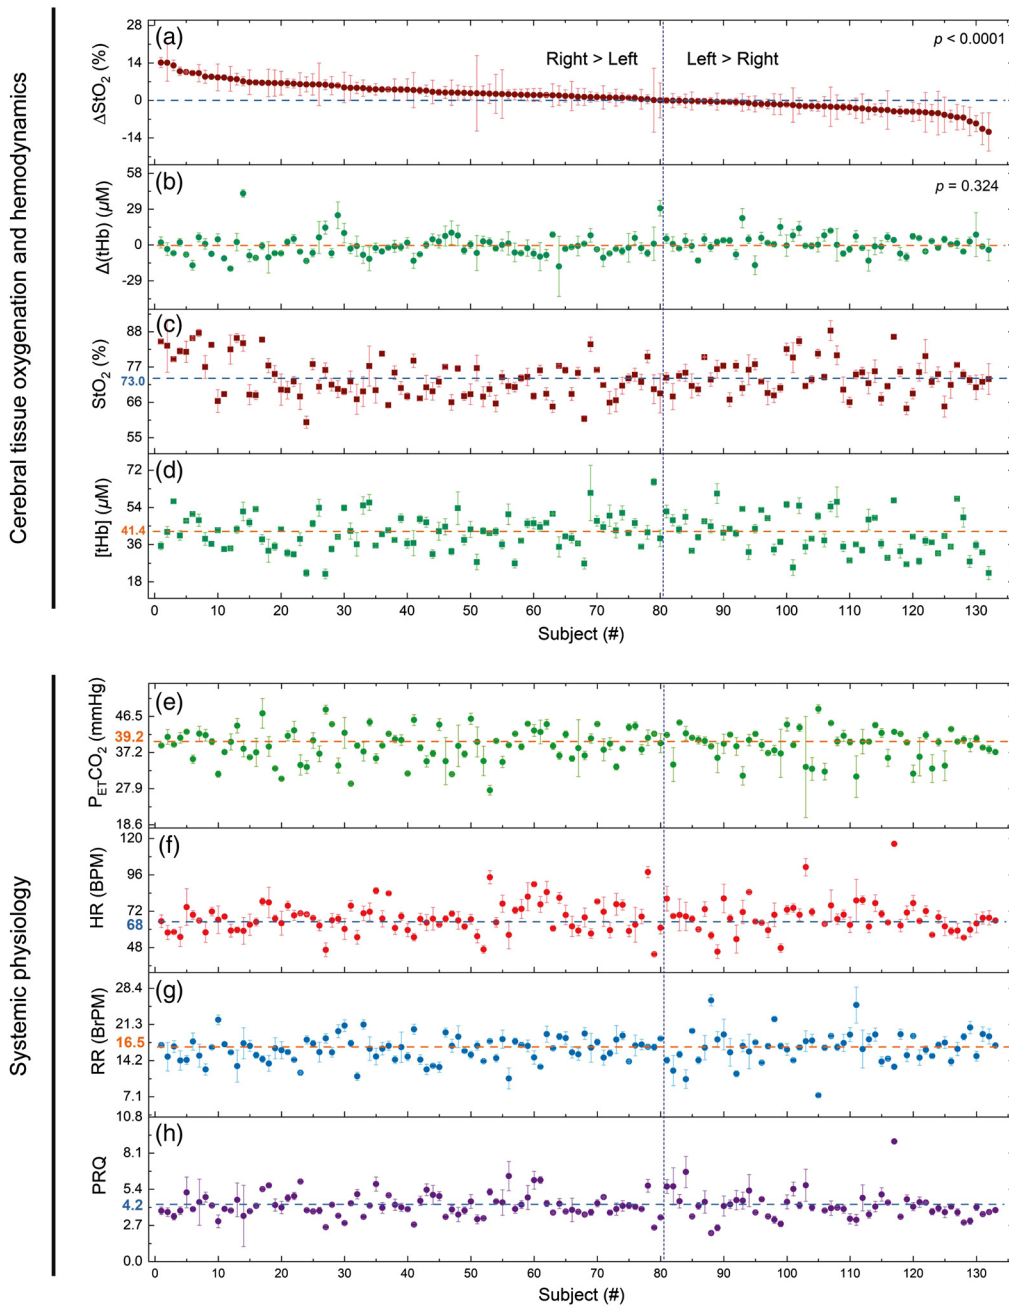 Cerebral tissue oxygenation and hemodynamics
(a)
28
14
0
-14
ΔStO2 (%)
Right > Left
Left > Right
p < 0.0001
(b)
58
29
0
-29
Δ(tHb) (µM)
p = 0.324
(c)
88
77
73.0
66
55
StO2 (%)
(d)
72
54
41.4
36
18
[tHb] (µM)
0 10 20 30 40 50 60 70 80 90 100 110 120 130
Subject (#)
Systemic physiology
(e)
46.5
39.2
37.2
27.9
18.6
PETCO2 (mmHg)
(f)
120
96
72
68
48
HR (BPM)
(g)
28.4
21.3
16.5
14.2
7.1
RR (BrPM)
(h)
10.8
8.1
5.4
4.2
2.7
0.0
PRQ
0 10 20 30 40 50 60 70 80 90 100 110 120 130
Subject (#)